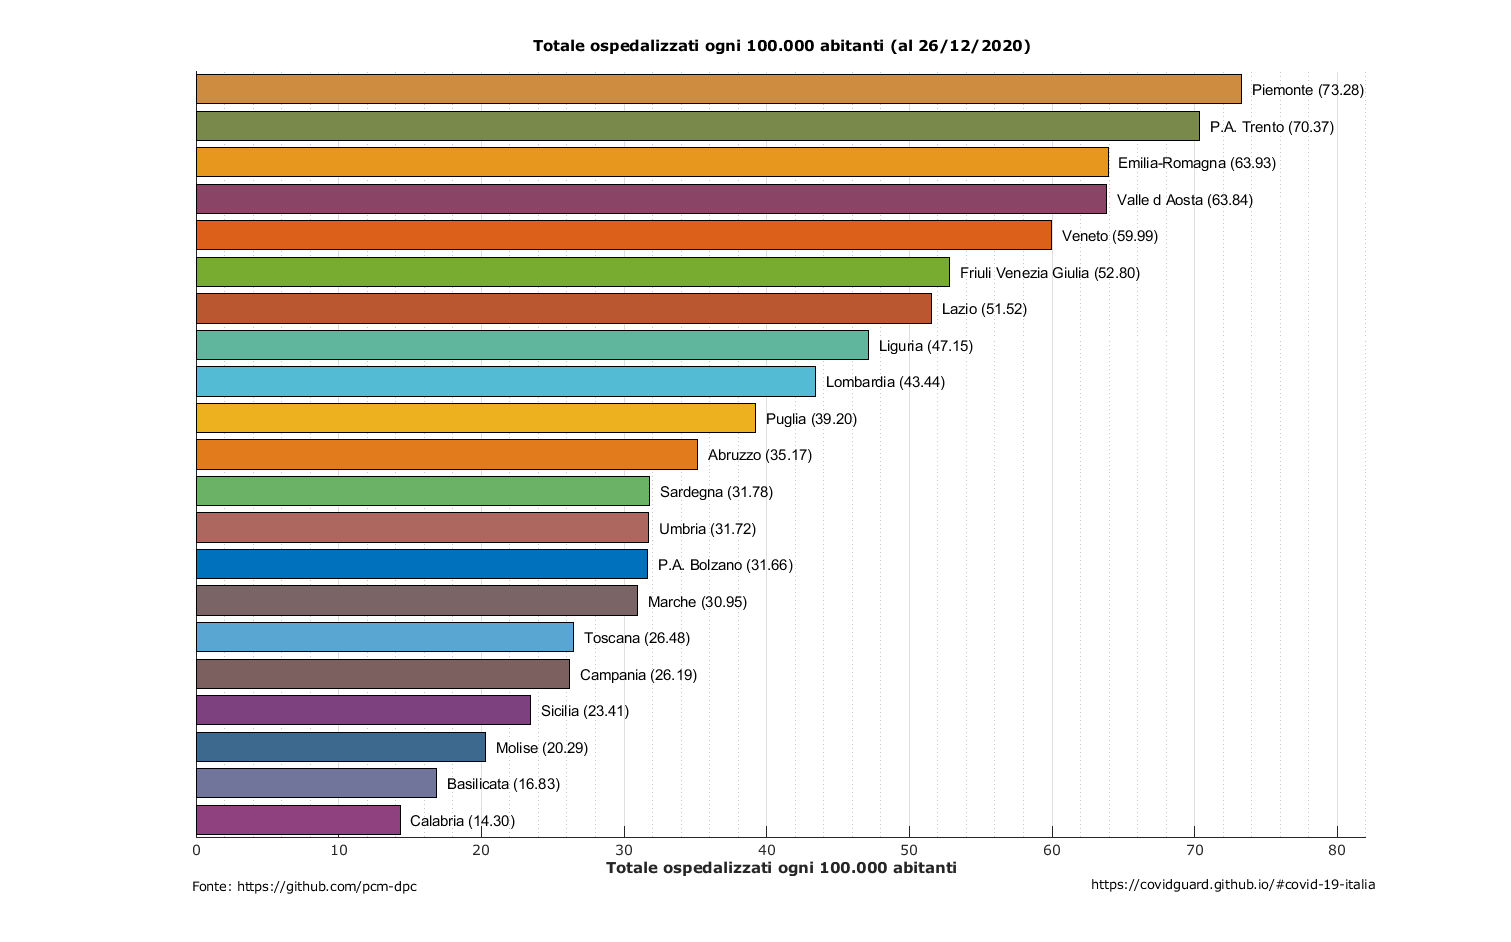 Totale ospedalizzati ogni 100.000 abitanti (al 26/12/2020)
Piemonte (73.28)
P.A. Trento (70.37)
Emilia-Romagna (63.93)
Valle d Aosta (63.84)
Veneto (59.99)
Friuli Venezia Giulia (52.80)
Lazio (51.52)
Liguria (47.15)
Lombardia (43.44)
Puglia (39.20)
Abruzzo (35.17)
Sardegna (31.78)
Umbria (31.72)
P.A. Bolzano (31.66)
Marche (30.95)
Toscana (26.48)
Campania (26.19)
Sicilia (23.41)
Molise (20.29)
Basilicata (16.83)
Calabria (14.30)
0 10 20 30 40 50 60 70 80
Totale ospedalizzati ogni 100.000 abitanti
Fonte: https://github.com/pcm-dpc
https://covidguard.github.io/#covid-19-italia